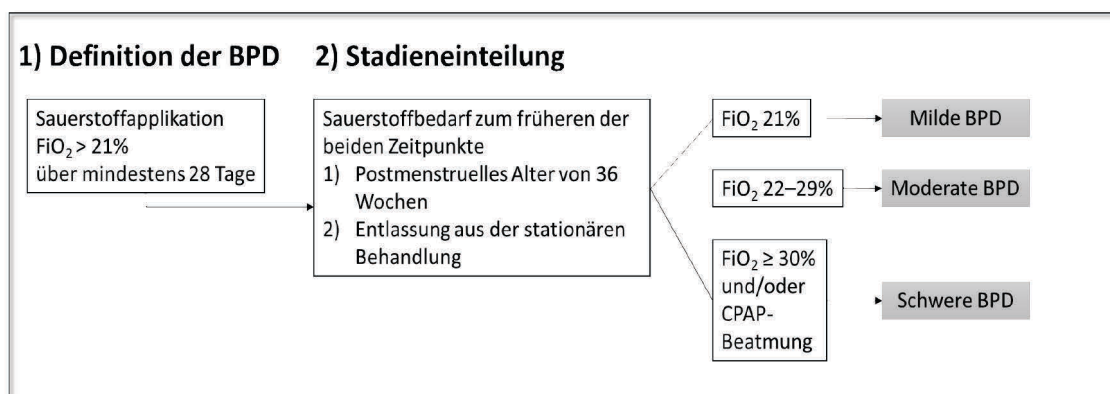 1) Definition der BPD
2) Stadieneinteilung
Sauerstoffapplikation
FiO₂ > 21%
über mindestens 28 Tage
Sauerstoffbedarf zum früheren der
beiden Zeitpunkte
1) Postmenstruelles Alter von 36
Wochen
2) Entlassung aus der stationären
Behandlung
FiO₂ 21%
Milde BPD
FiO₂ 22–29%
Moderate BPD
FiO₂ ≥ 30%
und/oder
CPAP-
Beatmung
Schwere BPD